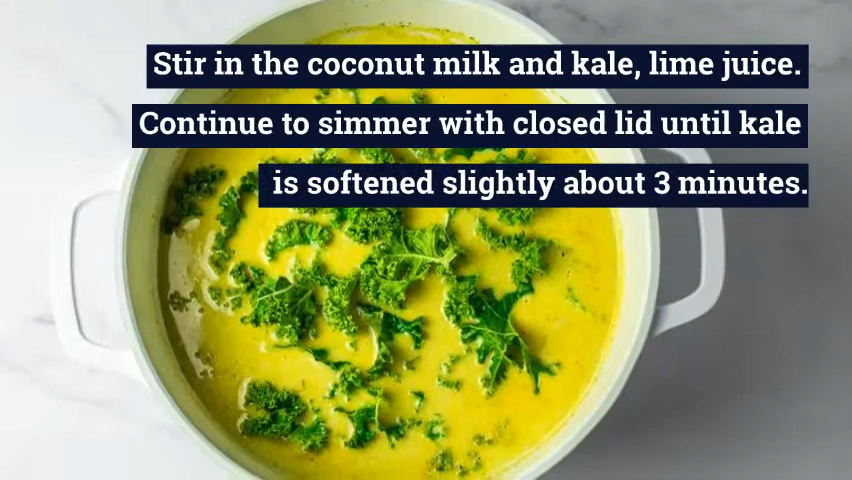 Stir in the coconut milk and kale, lime juice.
Continue to simmer with closed lid until kale
is softened slightly about 3 minutes.